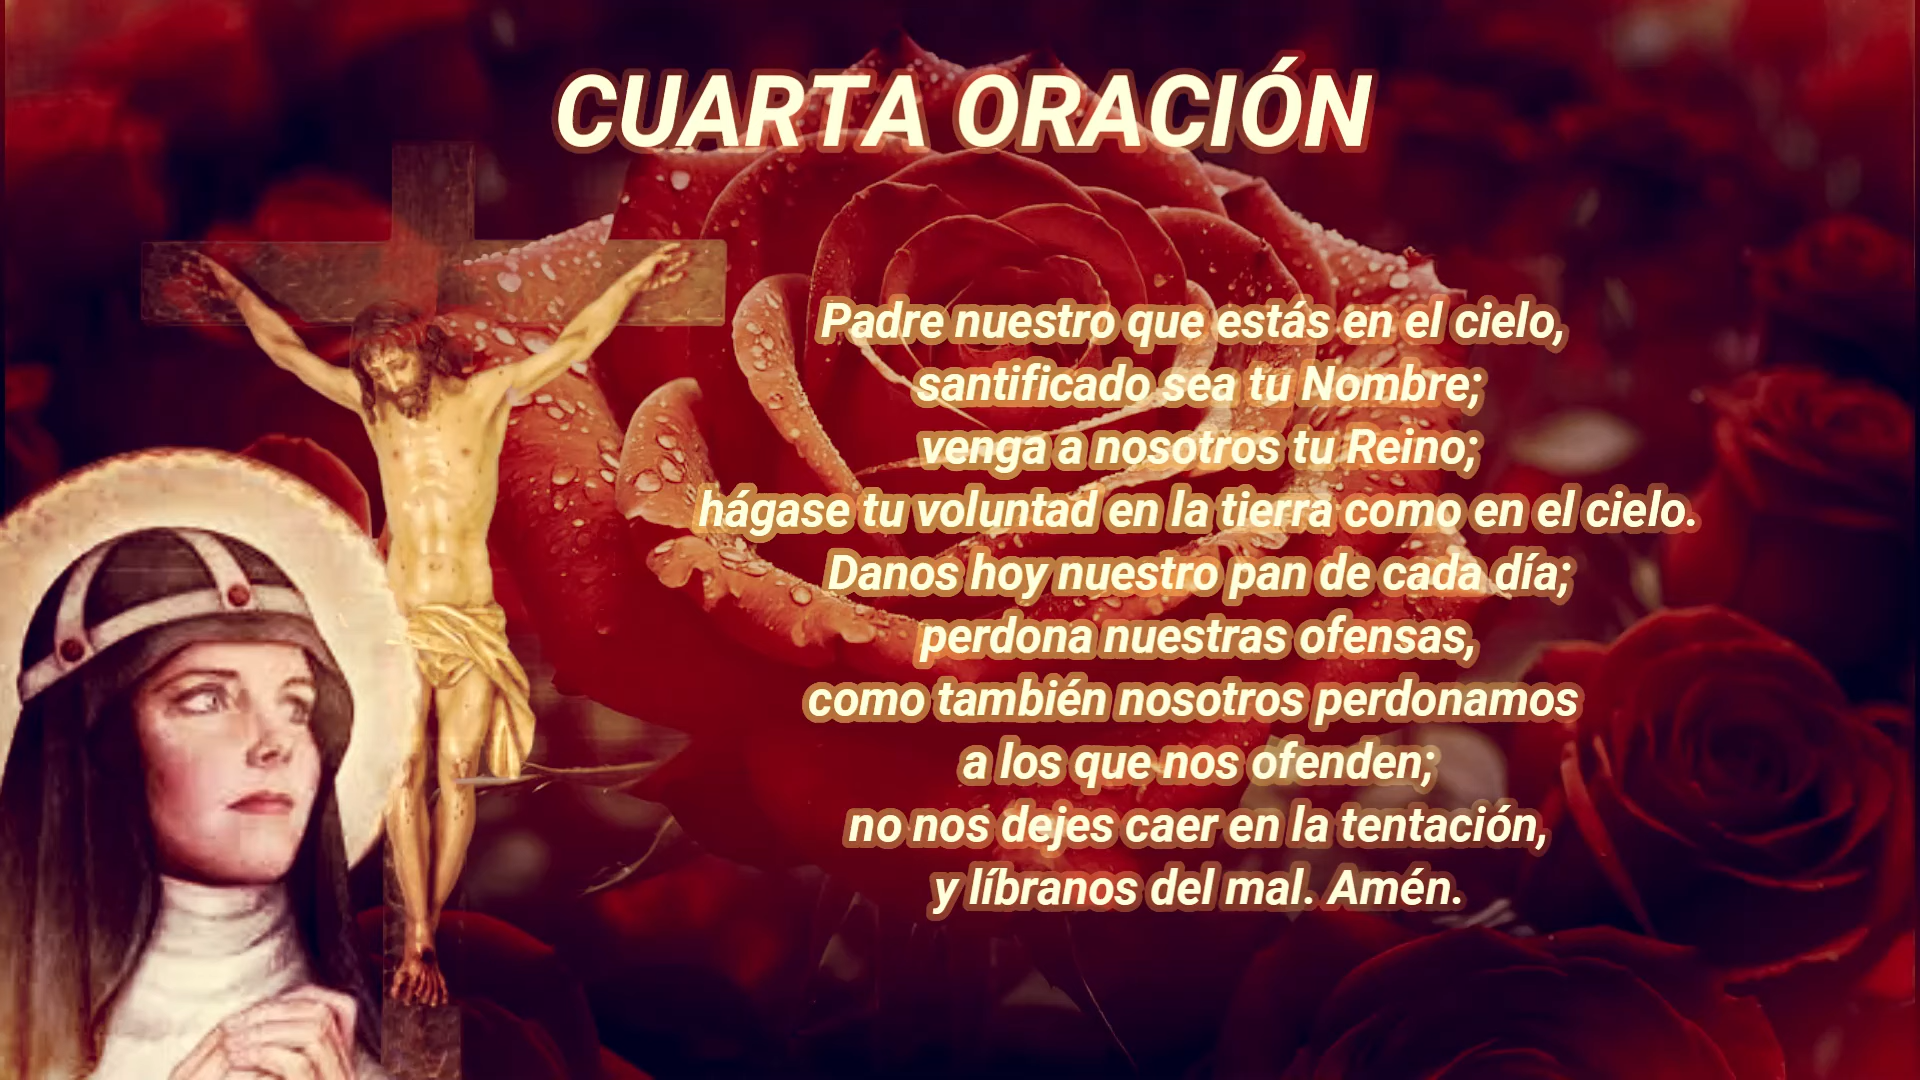 CUARTA ORACIÓN
Padre nuestro que estás en el cielo,
santificado sea tu Nombre;
venga a nosotros tu Reino;
hágase tu voluntad en la tierra como en el cielo.
Danos hoy nuestro pan de cada día;
perdona nuestras ofensas,
como también nosotros perdonamos
a los que nos ofenden;
no nos dejes caer en la tentación,
y líbranos del mal. Amén.